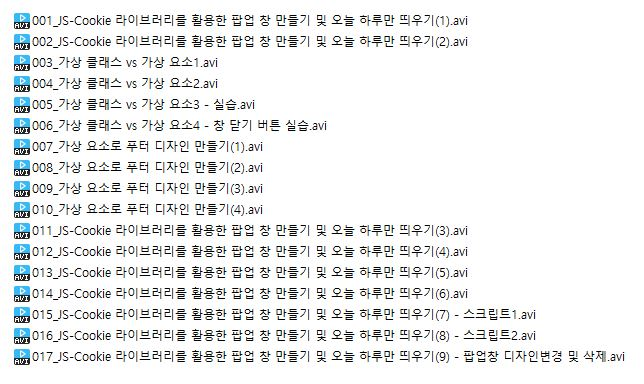 001_JS-Cookie 라이브러리를 활용한 팝업 창 만들기 및 오늘 하루만 띄우기(1).avi
002_JS-Cookie 라이브러리를 활용한 팝업 창 만들기 및 오늘 하루만 띄우기(2).avi
003_가상 클래스 vs 가상 요소1.avi
004_가상 클래스 vs 가상 요소2.avi
005_가상 클래스 vs 가상 요소3 - 실습.avi
006_가상 클래스 vs 가상 요소4 - 창 닫기 버튼 실습.avi
007_가상 요소로 푸터 디자인 만들기(1).avi
008_가상 요소로 푸터 디자인 만들기(2).avi
009_가상 요소로 푸터 디자인 만들기(3).avi
010_가상 요소로 푸터 디자인 만들기(4).avi
011_JS-Cookie 라이브러리를 활용한 팝업 창 만들기 및 오늘 하루만 띄우기(3).avi
012_JS-Cookie 라이브러리를 활용한 팝업 창 만들기 및 오늘 하루만 띄우기(4).avi
013_JS-Cookie 라이브러리를 활용한 팝업 창 만들기 및 오늘 하루만 띄우기(5).avi
014_JS-Cookie 라이브러리를 활용한 팝업 창 만들기 및 오늘 하루만 띄우기(6).avi
015_JS-Cookie 라이브러리를 활용한 팝업 창 만들기 및 오늘 하루만 띄우기(7) - 스크립트1.avi
016_JS-Cookie 라이브러리를 활용한 팝업 창 만들기 및 오늘 하루만 띄우기(8) - 스크립트2.avi
017_JS-Cookie 라이브러리를 활용한 팝업 창 만들기 및 오늘 하루만 띄우기(9) - 팝업창 디자인변경 및 삭제.avi